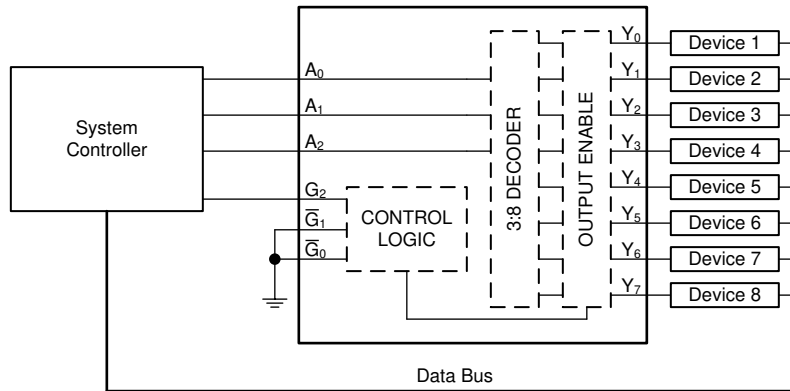 System
Controller
A0
A1
A2
G2
G̅1
G̅0
CONTROL
LOGIC
3:8 DECODER
OUTPUT ENABLE
Y0
Y1
Y2
Y3
Y4
Y5
Y6
Y7
Device 1
Device 2
Device 3
Device 4
Device 5
Device 6
Device 7
Device 8
Data Bus